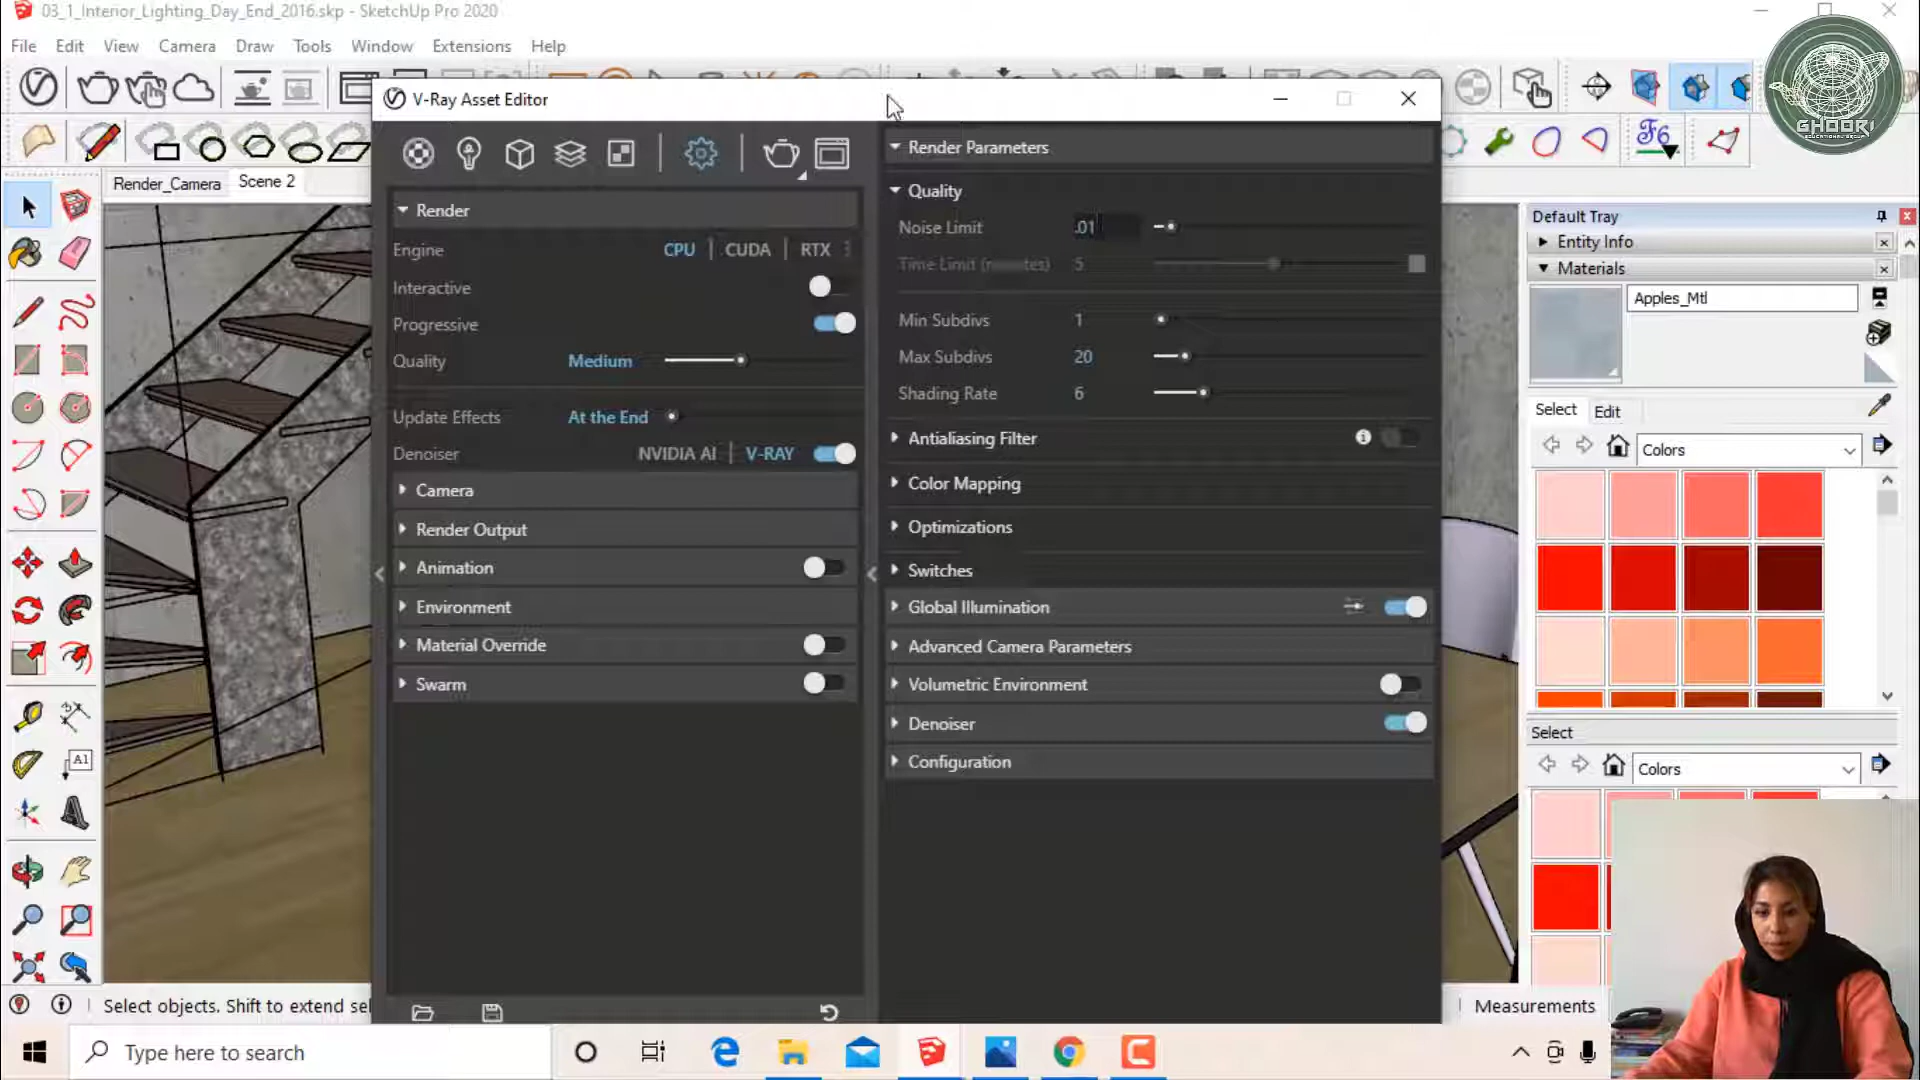 03_1_Interior_Lighting_Day_End_2016.skp - SketchUp Pro 2020
File Edit View Camera Draw Tools Window Extensions Help
GHOORI
V-Ray Asset Editor
F6
Render_Camera Scene 2
Render
Engine CPU | CUDA | RTX
Interactive
Progressive
Quality Medium
Update Effects At the End
Denoiser NVIDIA AI | V-RAY
Camera
Render Output
Animation
Environment
Material Override
Swarm
Render Parameters
Quality
Noise Limit .01
Time Limit 5
Min Subdivs 1
Max Subdivs 20
Shading Rate 6
Antialiasing Filter
Color Mapping
Optimizations
Switches
Global Illumination
Advanced Camera Parameters
Volumetric Environment
Denoiser
Configuration
Default Tray
Entity Info
Materials
Apples_Mtl
Select Edit
Colors
Select
Colors
A1
Select objects. Shift to extend sel
Measurements
Type here to search